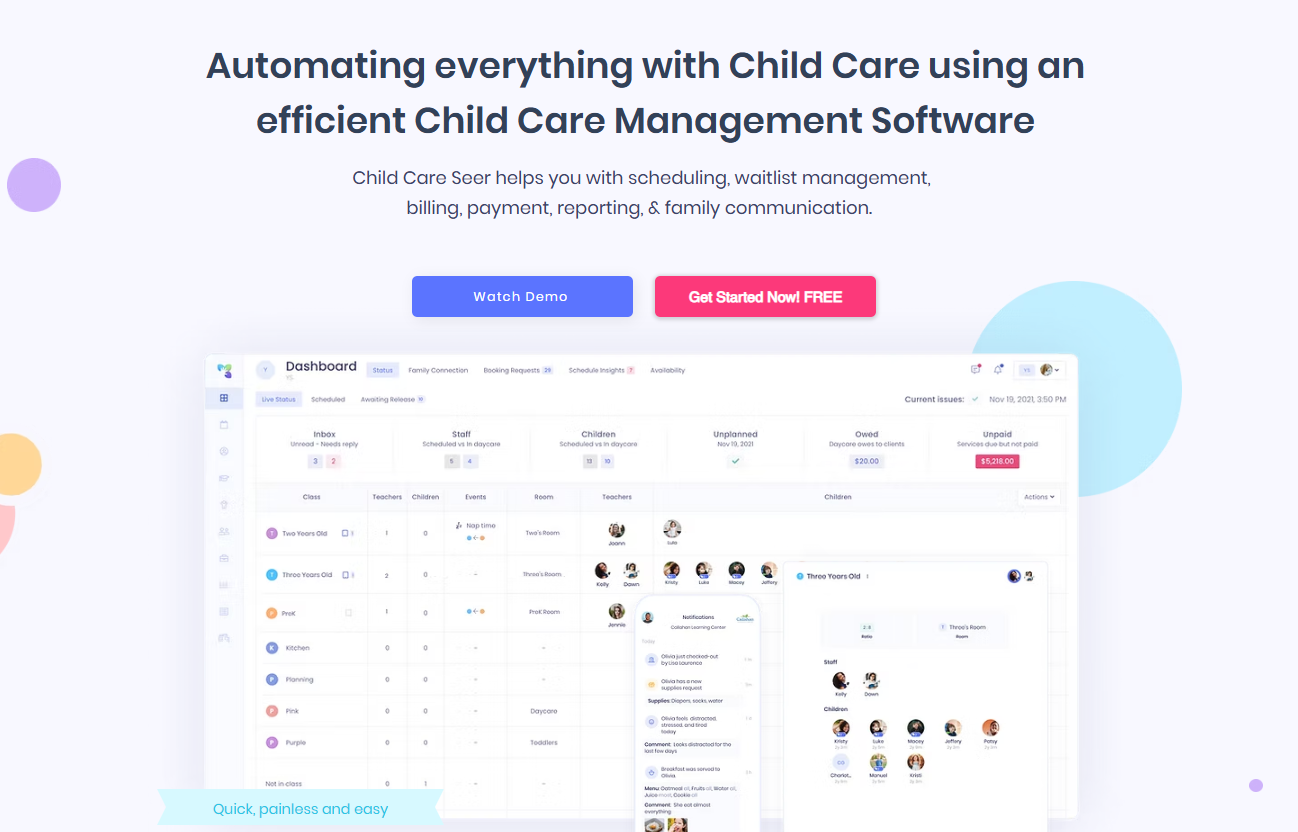 Automating everything with Child Care using an
efficient Child Care Management Software
Child Care Seer helps you with scheduling, waitlist management,
billing, payment, reporting, & family communication.
Watch Demo Get Started Now! FREE
Dashboard Status Family Connection Booking Requests 29 Schedule Insights 7 Availability
YS
YS
Live Status Scheduled Awaiting Release 10 Current issues: Nov 19, 2021, 3:50 PM
Inbox Staff Children Unplanned Owed Unpaid
Unread - Needs reply Scheduled vs In daycare Scheduled vs In daycare Nov 19, 2021 Daycare owes to clients Services due but not paid
3 2 5 4 13 10 $20.00 $5,218.00
Class Teachers Children Events Room Teachers Children Actions
T Two Years Old 1 1 0 Nap time Two's Room Joann Luke
T Three Years Old 1 2 0 - Three's Room Kelly Dawn Kristy Luke Macey Jeffery
P PreK 1 0 PreK Room Jennie
K Kitchen 0 0 - -
P Planning 0 0 - -
P Pink 0 0 Daycare
P Purple 0 0 Toddlers
Not in class 0 1 - -
Notifications
Callahan Learning Center
Today
Olivia just checked-out
by Lisa Laurence
Olivia has a new
supplies request
Supplies: Diapers, socks, water
Olivia feels distracted,
stressed, and tired
today
Comment: Looks distracted for the
last few days
Breakfast was served to
Olivia
Menu: Oatmeal all, Fruits all, Water all,
Juice most, Cookie all
Comment: She eat almost
everything
Three Years Old 1
2:8 Three's Room
Ratio Room
Staff
Kelly Dawn
Children
Kristy Luke Macey Jeffery Patsy
Charlot... Manuel Kristi
Quick, painless and easy